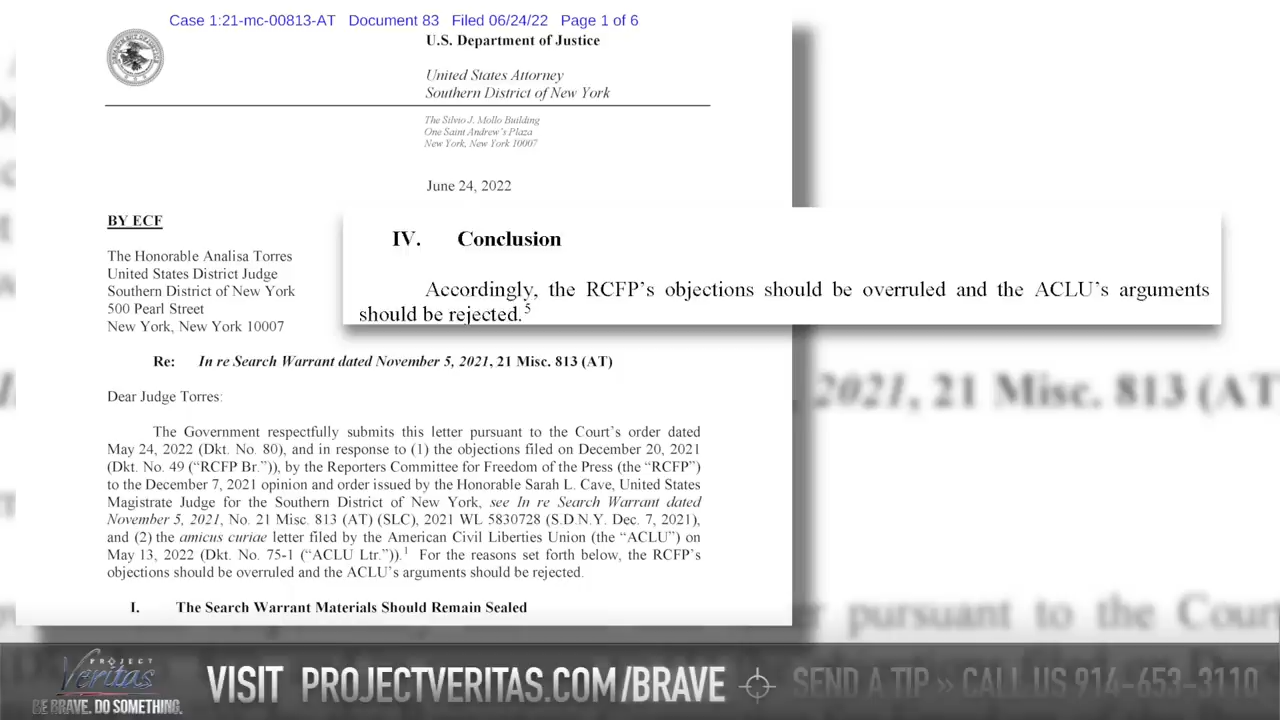 Case 1:21-mc-00813-AT Document 83 Filed 06/24/22 Page 1 of 6
U.S. Department of Justice
United States Attorney
Southern District of New York
The Silvio J. Mollo Building
One Saint Andrew's Plaza
New York, New York 10007
June 24, 2022
BY ECF
The Honorable Analisa Torres
United States District Judge
Southern District of New York
500 Pearl Street
New York, New York 10007
IV. Conclusion
Accordingly, the RCFP's objections should be overruled and the ACLU's arguments
should be rejected.5
Re: In re Search Warrant dated November 5, 2021, 21 Misc. 813 (AT)
Dear Judge Torres:
The Government respectfully submits this letter pursuant to the Court's order dated
May 24, 2022 (Dkt. No. 80), and in response to (1) the objections filed on December 20, 2021
(Dkt. No. 49 ("RCFP Br.")), by the Reporters Committee for Freedom of the Press (the "RCFP")
to the December 7, 2021 opinion and order issued by the Honorable Sarah L. Cave, United States
Magistrate Judge for the Southern District of New York, see In re Search Warrant dated
November 5, 2021, No. 21 Misc. 813 (AT) (SLC), 2021 WL 5830728 (S.D.N.Y. Dec. 7, 2021),
and (2) the amicus curiae letter filed by the American Civil Liberties Union (the "ACLU") on
May 13, 2022 (Dkt. No. 75-1 ("ACLU Ltr.")).1 For the reasons set forth below, the RCFP's
objections should be overruled and the ACLU's arguments should be rejected.
I. The Search Warrant Materials Should Remain Sealed
, 2021, 21 Misc. 813 (AT
pursuant to the Court
PROJECT
Veritas
BE BRAVE. DO SOMETHING.
VISIT PROJECTVERITAS.COM/BRAVE
SEND A TIP » CALL US 914-653-3110